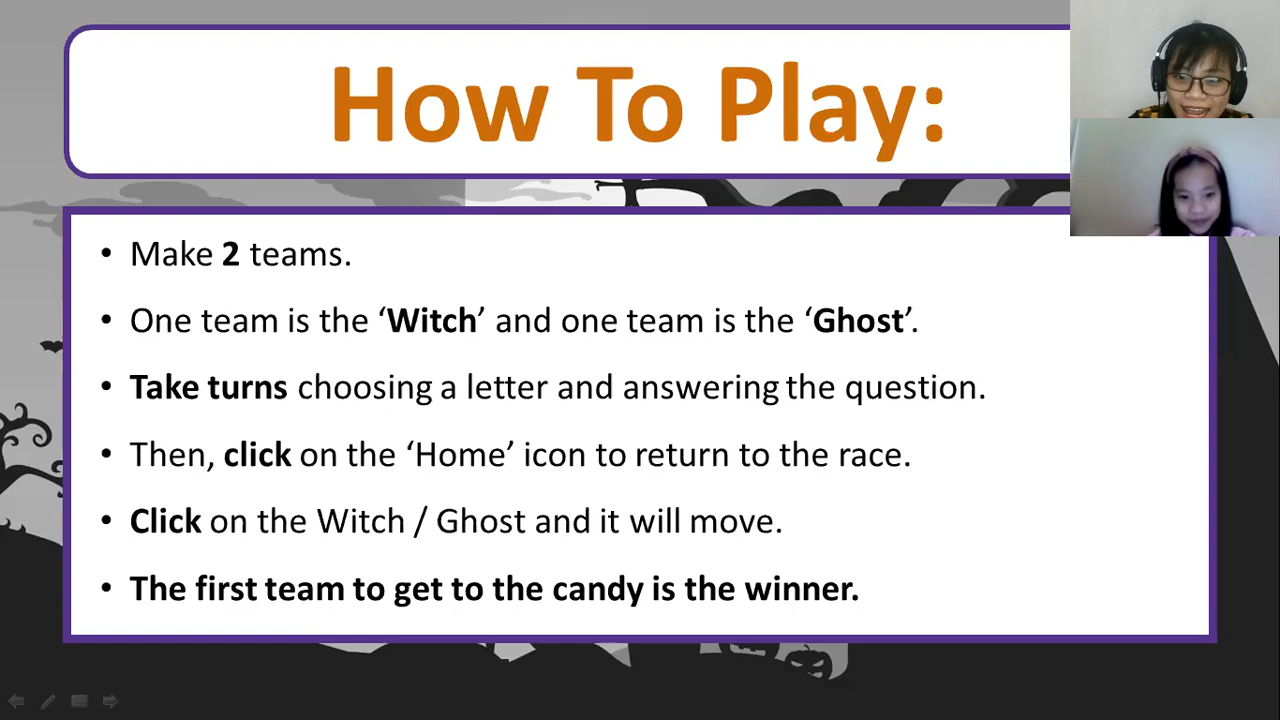 How To Play:
• Make 2 teams.
• One team is the ‘Witch’ and one team is the ‘Ghost’.
• Take turns choosing a letter and answering the question.
• Then, click on the ‘Home’ icon to return to the race.
• Click on the Witch / Ghost and it will move.
• The first team to get to the candy is the winner.